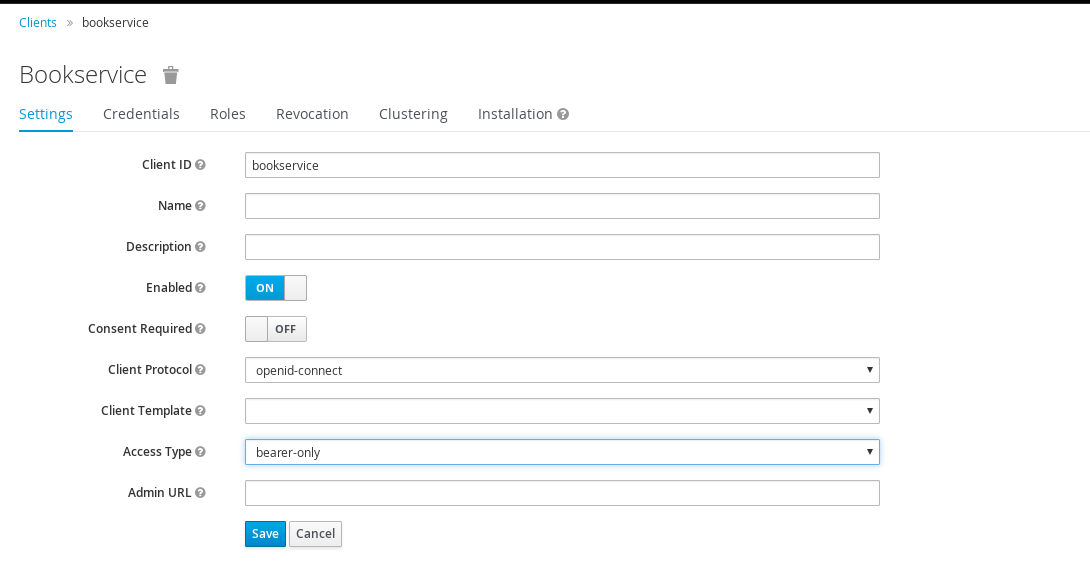 Clients » bookservice
Bookservice
Settings Credentials Roles Revocation Clustering Installation ?
Client ID ? bookservice
Name ?
Description ?
Enabled ? ON
Consent Required ? OFF
Client Protocol ? openid-connect
Client Template ?
Access Type ? bearer-only
Admin URL ?
Save Cancel